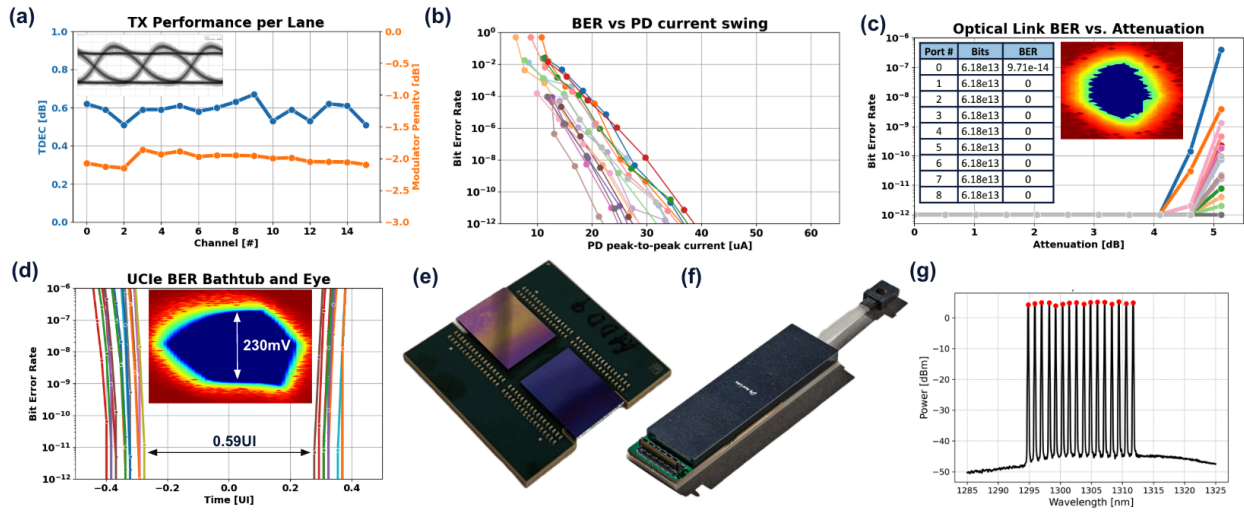 (a)
TX Performance per Lane
1.0
0.8
0.6
0.4
0.2
0.0
TDEC [dB]
0.0
−0.5
−1.0
−1.5
−2.0
−2.5
−3.0
Modulator Penalty [dB]
0 2 4 6 8 10 12 14
Channel [#]
(b)
BER vs PD current swing
10⁰
10⁻²
10⁻⁴
10⁻⁶
10⁻⁸
10⁻¹⁰
10⁻¹²
Bit Error Rate
10 20 30 40 50 60
PD peak-to-peak current [uA]
(c)
Optical Link BER vs. Attenuation
10⁻⁶
10⁻⁷
10⁻⁸
10⁻⁹
10⁻¹⁰
10⁻¹¹
10⁻¹²
Bit Error Rate
Port # Bits BER
0 6.18e13 9.71e-14
1 6.18e13 0
2 6.18e13 0
3 6.18e13 0
4 6.18e13 0
5 6.18e13 0
6 6.18e13 0
7 6.18e13 0
8 6.18e13 0
0 1 2 3 4 5
Attenuation [dB]
(d)
UCIe BER Bathtub and Eye
10⁻⁶
10⁻⁷
10⁻⁸
10⁻⁹
10⁻¹⁰
10⁻¹¹
10⁻¹²
Bit Error Rate
230mV
0.59UI
−0.4 −0.2 0.0 0.2 0.4
Time [UI]
(e)
(f)
(g)
0
−10
−20
−30
−40
−50
Power [dBm]
1285 1290 1295 1300 1305 1310 1315 1320 1325
Wavelength [nm]